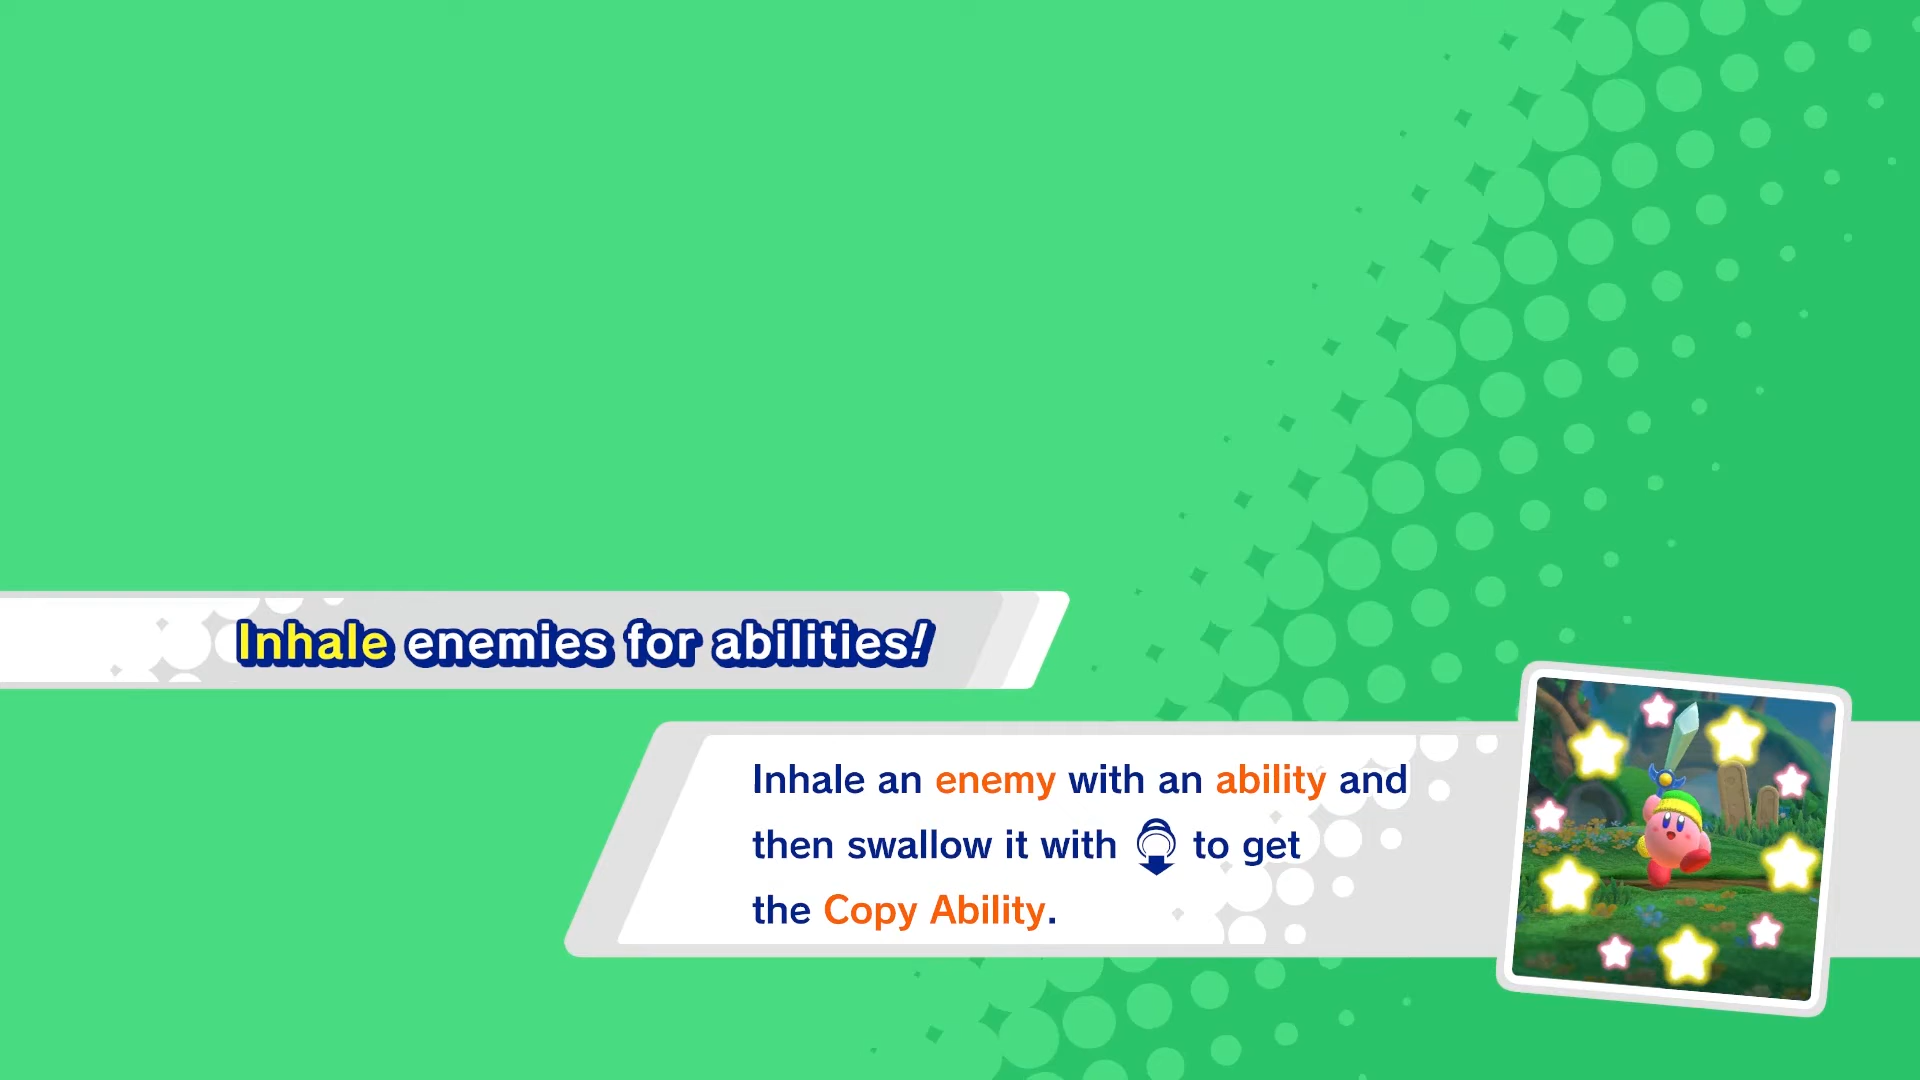 Inhale enemies for abilities!
Inhale an enemy with an ability and
then swallow it with to get
the Copy Ability.